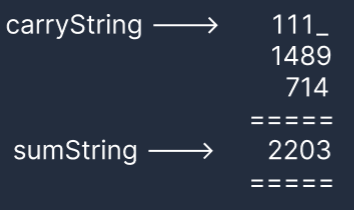 carryString ⟶ 111_
1489
714
=====
sumString ⟶ 2203
=====